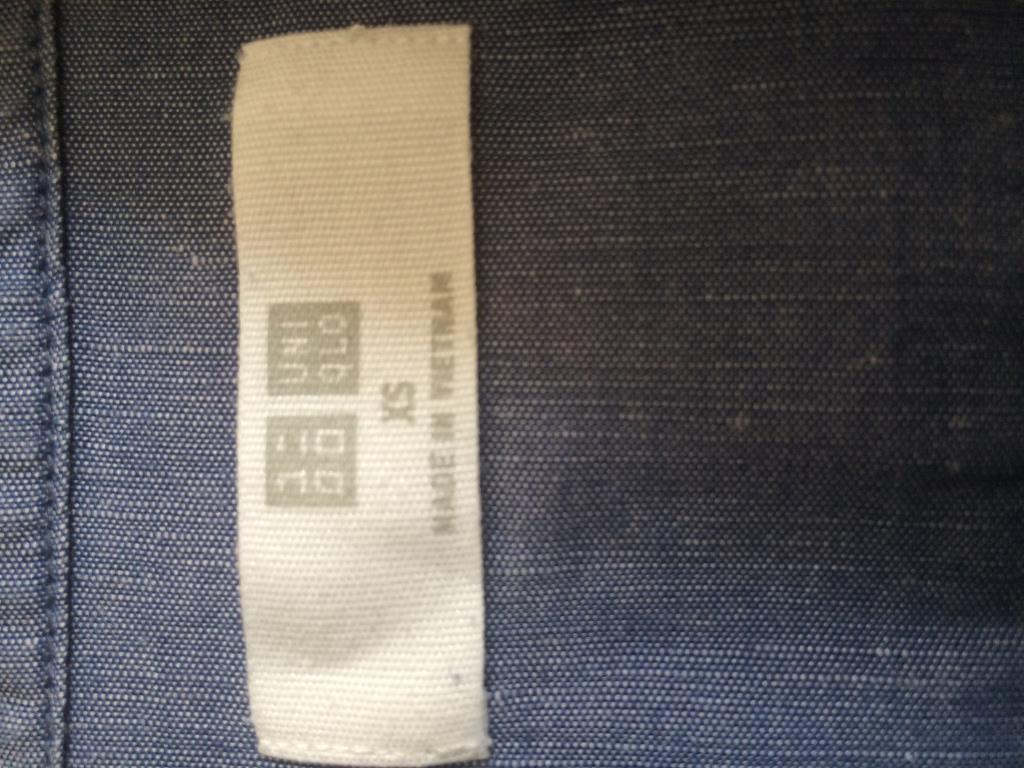 ユニ UNI
クロ QLO
XS
MADE IN VIETNAM